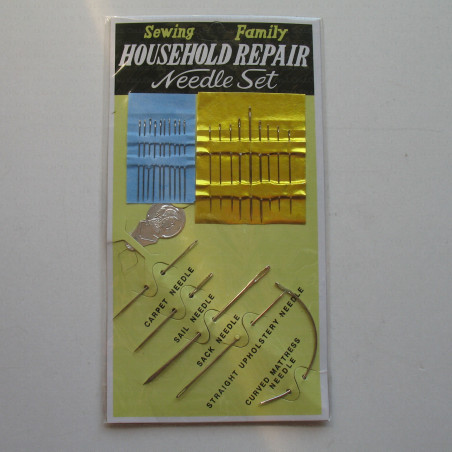 Sewing Family
HOUSEHOLD REPAIR
Needle Set
CARPET NEEDLE
SAIL NEEDLE
SACK NEEDLE
STRAIGHT UPHOLSTERY NEEDLE
CURVED MATTRESS
NEEDLE